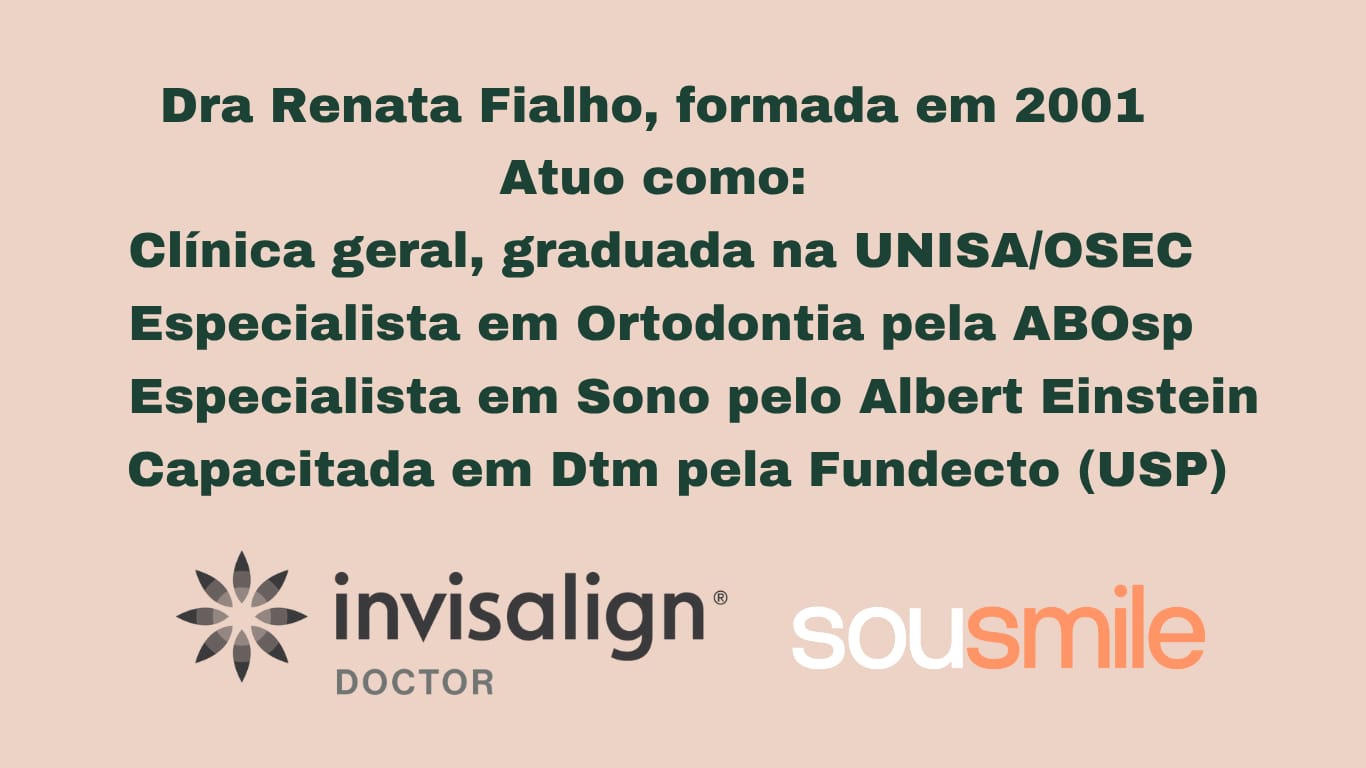 Dra Renata Fialho, formada em 2001
Atuo como:
Clínica geral, graduada na UNISA/OSEC
Especialista em Ortodontia pela ABOsp
Especialista em Sono pelo Albert Einstein
Capacitada em Dtm pela Fundecto (USP)
invisalign®
DOCTOR
sousmile